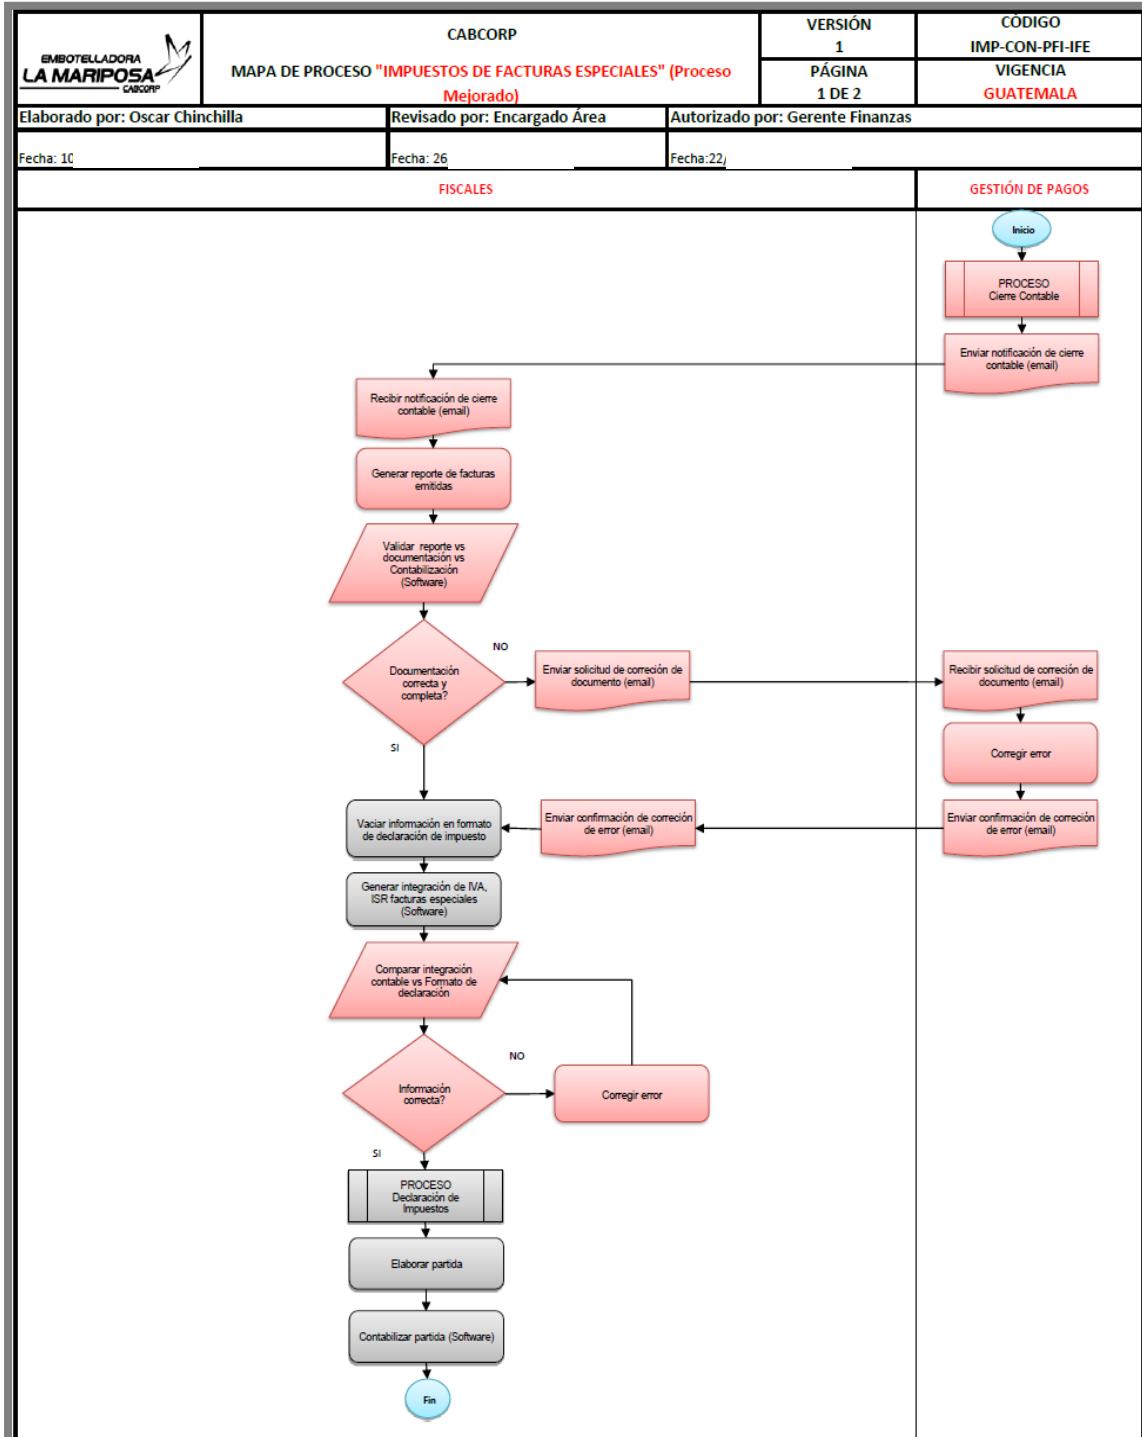 EMBOTELLADORA
LA MARIPOSA
CABCORP
CABCORP
MAPA DE PROCESO "IMPUESTOS DE FACTURAS ESPECIALES" (Proceso
Mejorado)
VERSIÓN
1
CÓDIGO
IMP-CON-PFI-IFE
PÁGINA
1 DE 2
VIGENCIA
GUATEMALA
Elaborado por: Oscar Chinchilla
Revisado por: Encargado Área
Autorizado por: Gerente Finanzas
Fecha: 10
Fecha: 26
Fecha:22/
FISCALES
GESTIÓN DE PAGOS
Inicio
PROCESO
Cierre Contable
Enviar notificación de cierre
contable (email)
Recibir notificación de cierre
contable (email)
Generar reporte de facturas
emitidas
Validar reporte vs
documentación vs
Contabilización
(Software)
Documentación
correcta y
completa?
NO
SI
Enviar solicitud de correción de
documento (email)
Recibir solicitud de correción de
documento (email)
Corregir error
Enviar confirmación de correción
de error (email)
Enviar confirmación de correción
de error (email)
Vaciar información en formato
de declaración de impuesto
Generar integración de IVA,
ISR facturas especiales
(Software)
Comparar integración
contable vs Formato de
declaración
Información
correcta?
NO
Corregir error
SI
PROCESO
Declaración de
Impuestos
Elaborar partida
Contabilizar partida (Software)
Fin